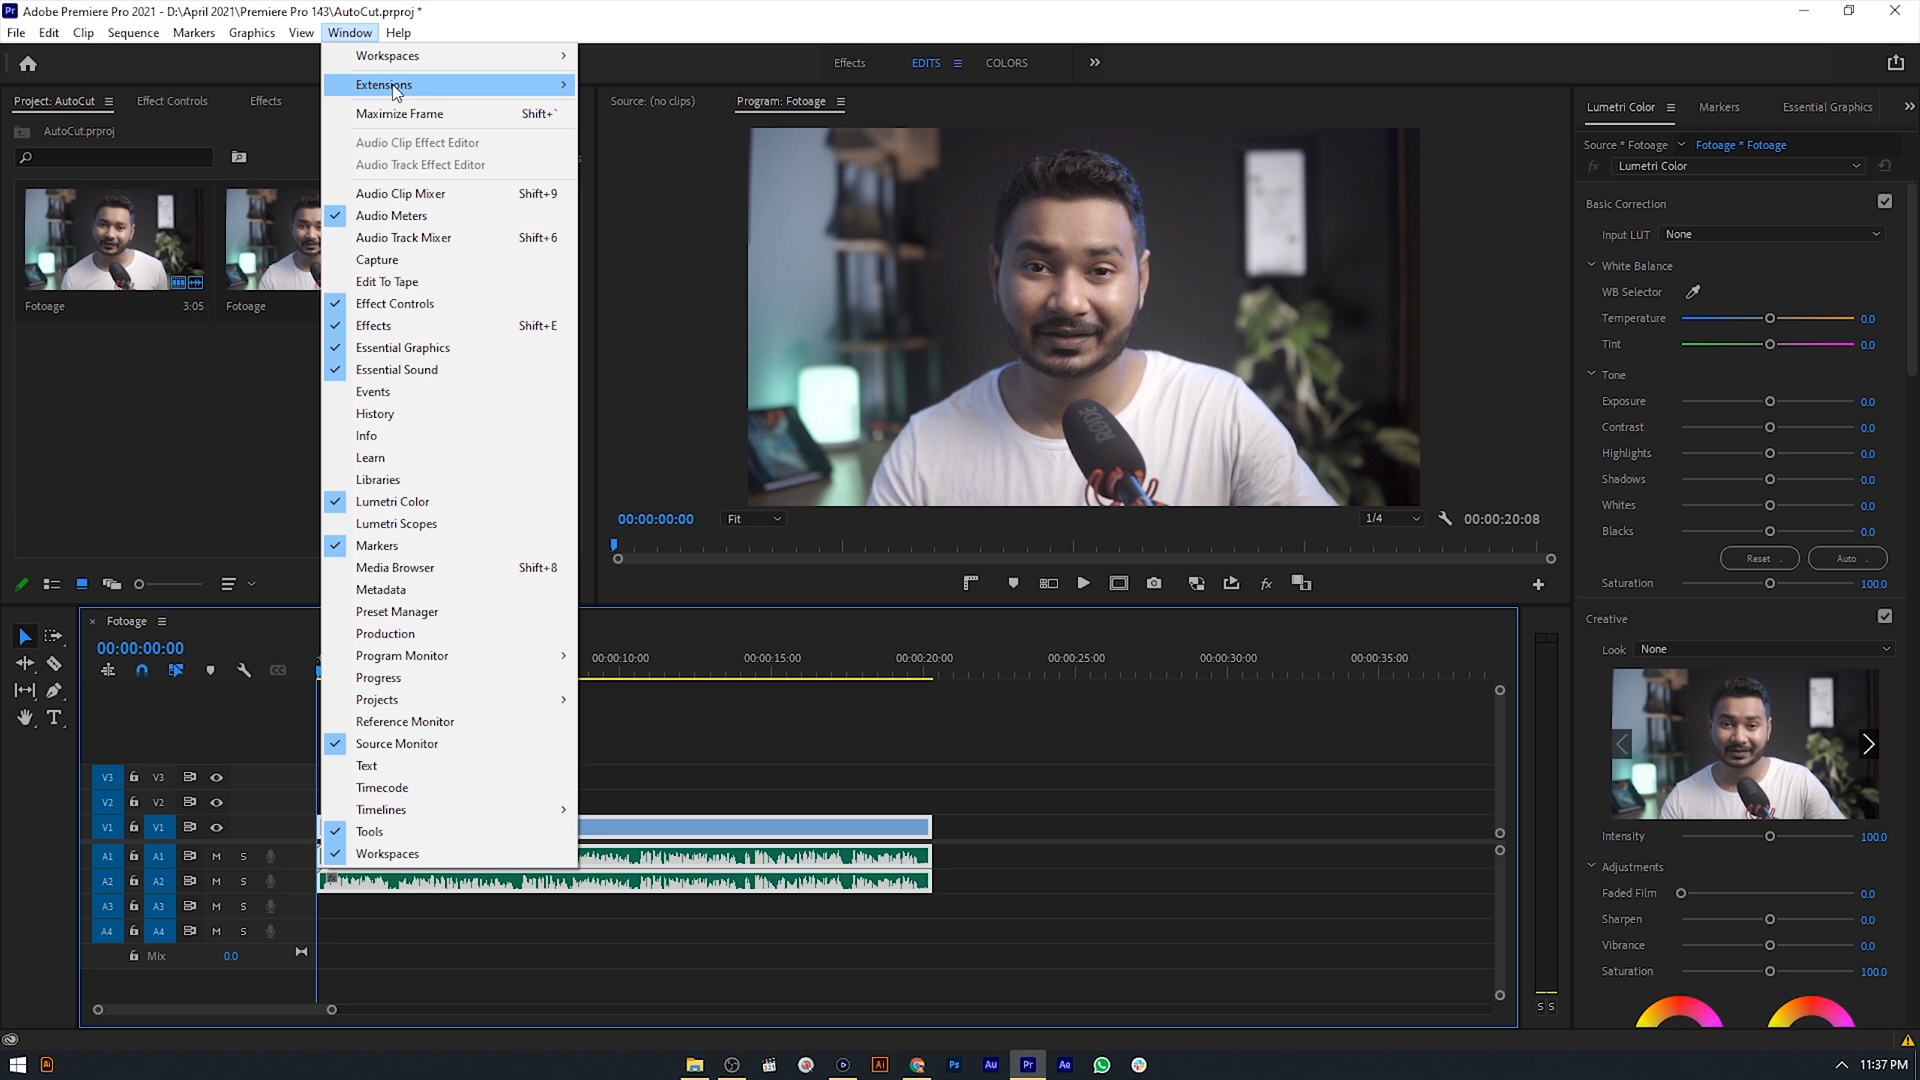 Pr Adobe Premiere Pro 2021 - D:\April 2021\Premiere Pro 143\AutoCut.prproj *
File Edit Clip Sequence Markers Graphics View Window Help
Effects EDITS COLORS
Project: AutoCut Effect Controls Effects
AutoCut.prproj
Fotoage 3:05 Fotoage
Workspaces
Extensions
Maximize Frame Shift+`
Audio Clip Effect Editor
Audio Track Effect Editor
Audio Clip Mixer Shift+9
Audio Meters
Audio Track Mixer Shift+6
Capture
Edit To Tape
Effect Controls
Effects Shift+E
Essential Graphics
Essential Sound
Events
History
Info
Learn
Libraries
Lumetri Color
Lumetri Scopes
Markers
Media Browser Shift+8
Metadata
Preset Manager
Production
Program Monitor
Progress
Projects
Reference Monitor
Source Monitor
Text
Timecode
Timelines
Tools
Workspaces
Source: (no clips) Program: Fotoage
RODE
00:00:00:00 Fit 1/4 00:00:20:08
fx
Lumetri Color Markers Essential Graphics
Source * Fotoage Fotoage * Fotoage
fx Lumetri Color
Basic Correction
Input LUT None
White Balance
WB Selector
Temperature 0.0
Tint 0.0
Tone
Exposure 0.0
Contrast 0.0
Highlights 0.0
Shadows 0.0
Whites 0.0
Blacks 0.0
Reset Auto
Saturation 100.0
Creative
Look None
Intensity 100.0
Adjustments
Faded Film 0.0
Sharpen 0.0
Vibrance 0.0
Saturation 100.0
× Fotoage
00:00:00:00
CC
00:00:10:00 00:00:15:00 00:00:20:00 00:00:25:00 00:00:30:00 00:00:35:00
V3 V3
V2 V2
V1 V1
A1 A1 M S
A2 A2 M S
A3 A3 M S
A4 A4 M S
Mix 0.0
S S
Ai Ai Ps Au Pr Ae 11:37 PM